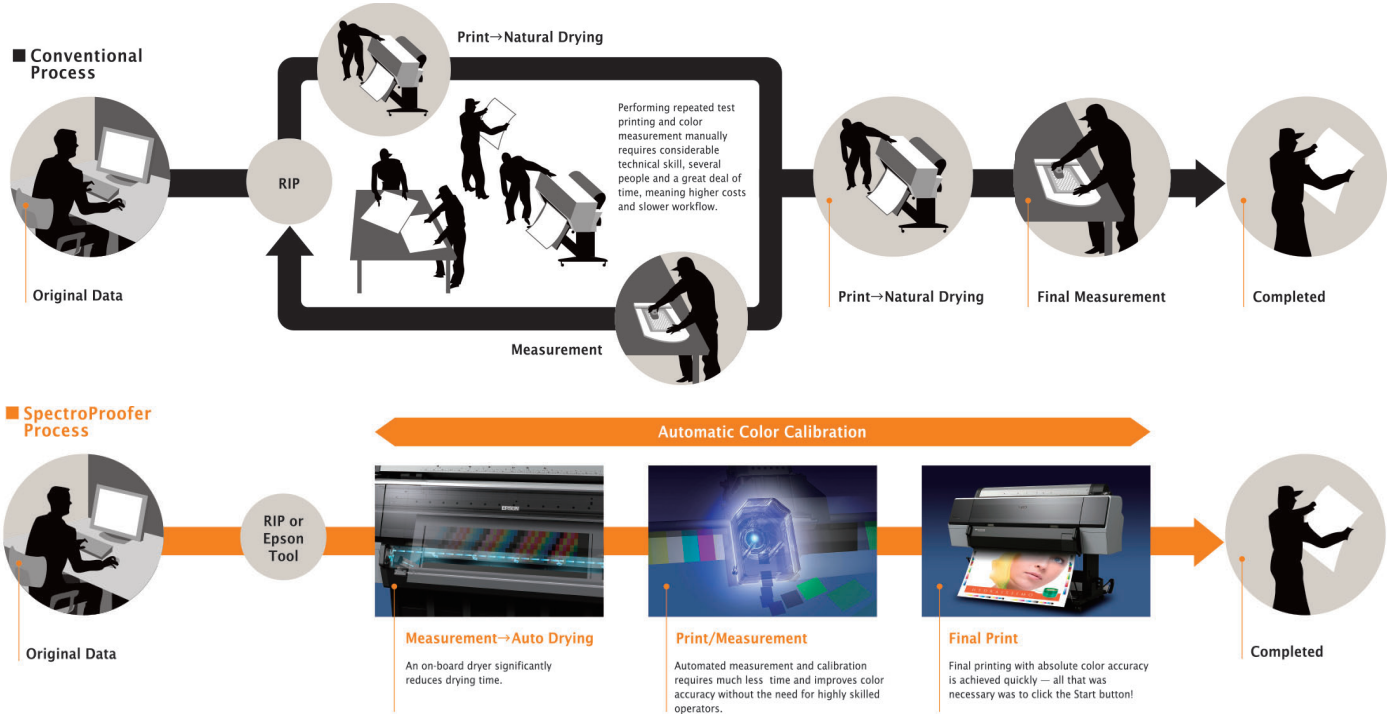 Conventional
Process
Print→Natural Drying
RIP
Performing repeated test
printing and color
measurement manually
requires considerable
technical skill, several
people and a great deal of
time, meaning higher costs
and slower workflow.
Original Data
Measurement
Print→Natural Drying
Final Measurement
Completed
SpectroProofer
Process
Automatic Color Calibration
RIP or
Epson
Tool
EPSON
Original Data
Measurement→Auto Drying
An on-board dryer significantly
reduces drying time.
Print/Measurement
Automated measurement and calibration
requires much less time and improves color
accuracy without the need for highly skilled
operators.
Final Print
Final printing with absolute color accuracy
is achieved quickly — all that was
necessary was to click the Start button!
Completed